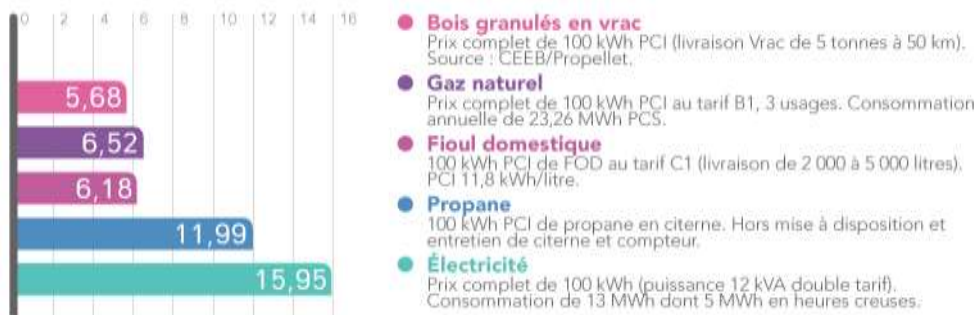 0 2 4 6 8 10 12 14 16
Bois granulés en vrac
Prix complet de 100 kWh PCI (livraison Vrac de 5 tonnes à 50 km).
Source : CEEB/Propellet.
5,68
Gaz naturel
Prix complet de 100 kWh PCI au tarif B1, 3 usages. Consommation
annuelle de 23,26 MWh PCS.
6,52
Fioul domestique
100 kWh PCI de FOD au tarif C1 (livraison de 2 000 à 5 000 litres).
PCI 11,8 kWh/litre.
6,18
Propane
100 kWh PCI de propane en citerne. Hors mise à disposition et
entretien de citerne et compteur.
11,99
Électricité
Prix complet de 100 kWh (puissance 12 kVA double tarif).
Consommation de 13 MWh dont 5 MWh en heures creuses.
15,95